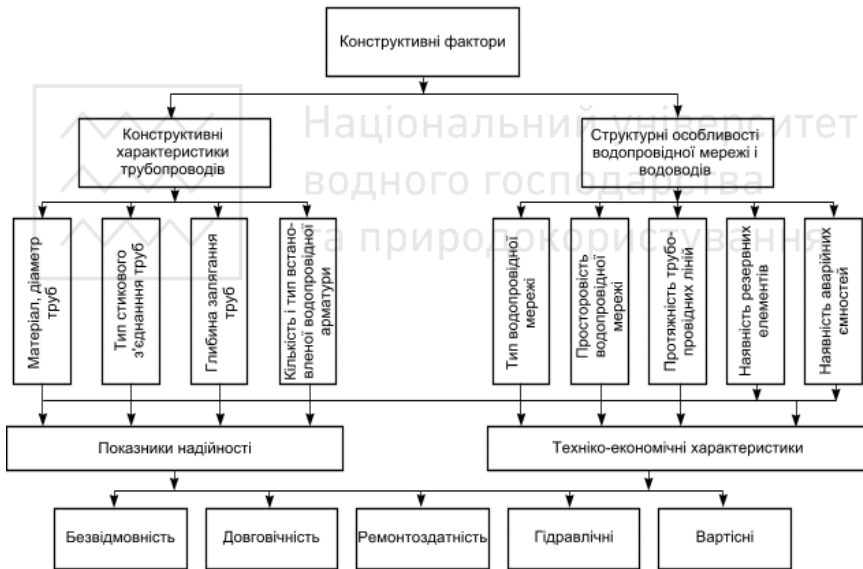 Конструктивні фактори
Національний університет
водного господарства
та природокористування
Конструктивні
характеристики
трубопроводів
Структурні особливості
водопровідної мережі і
водоводів
Матеріал, діаметр
труб
Тип стикового
з'єднанння труб
Глибина залягання
труб
Кількість і тип встано-
вленої водопровідної
арматури
Тип водопровідної
мережі
Просторовість
водопровідної
мережі
Протяжність трубо-
провідних ліній
Наявність резервних
елементів
Наявність аварійних
ємностей
Показники надійності
Техніко-економічні характеристики
Безвідмовність
Довговічність
Ремонтоздатність
Гідравлічні
Вартісні